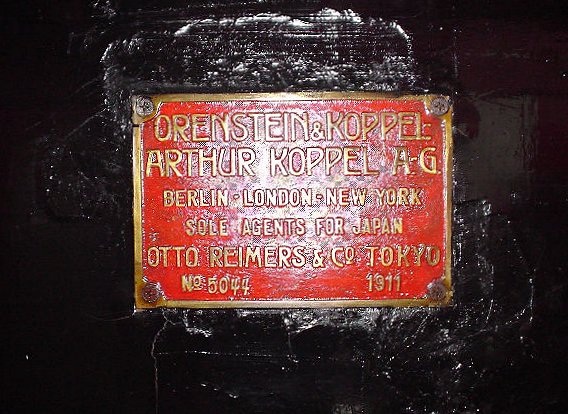 ORENSTEIN & KOPPEL
ARTHUR KOPPEL A-G
BERLIN - LONDON - NEW YORK
SOLE AGENTS FOR JAPAN
OTTO REIMERS & Co. TOKYO
No 5044 1911.